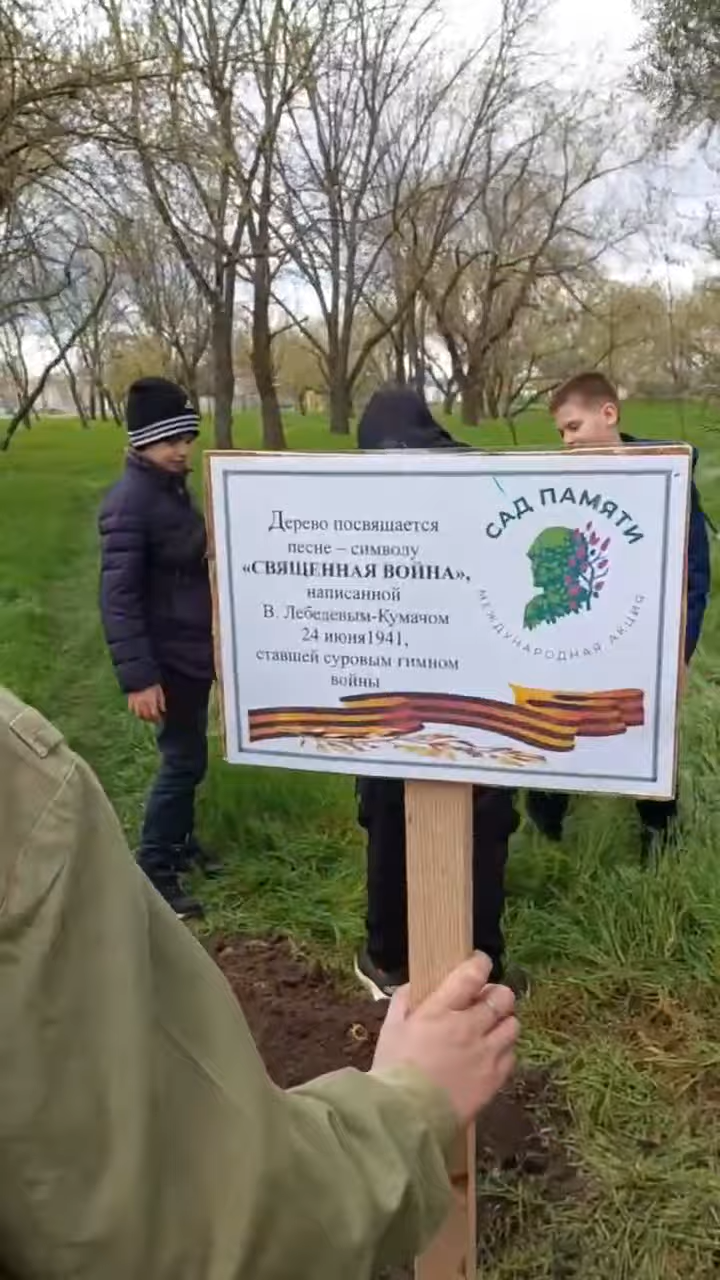 Дерево посвящается
песне – символу
«СВЯЩЕННАЯ ВОЙНА»,
написанной
В. Лебедевым-Кумачом
24 июня1941,
ставшей суровым гимном
войны
САД ПАМЯТИ
МЕЖДУНАРОДНАЯ АКЦИЯ